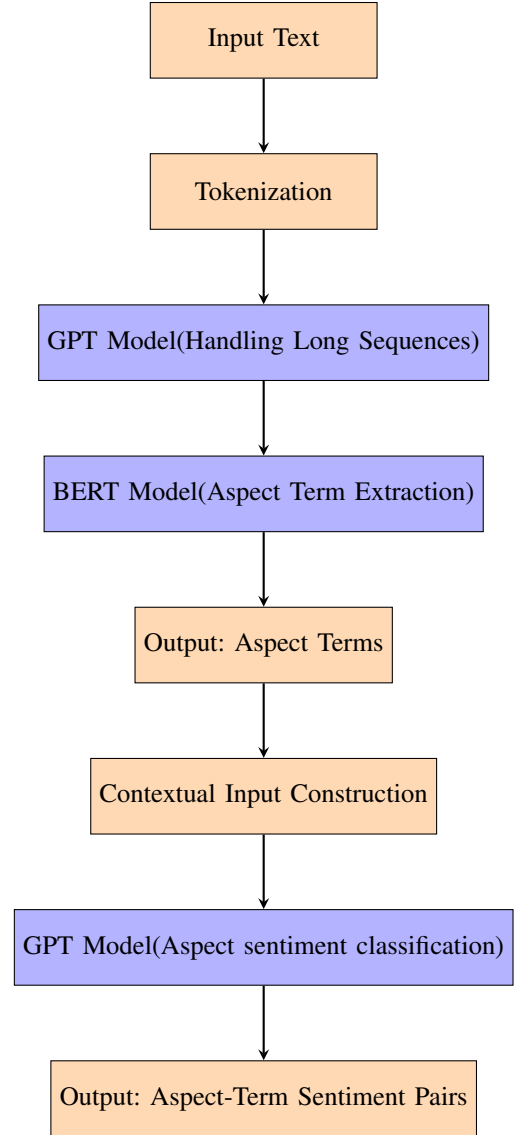 Input Text
Tokenization
GPT Model(Handling Long Sequences)
BERT Model(Aspect Term Extraction)
Output: Aspect Terms
Contextual Input Construction
GPT Model(Aspect sentiment classification)
Output: Aspect-Term Sentiment Pairs